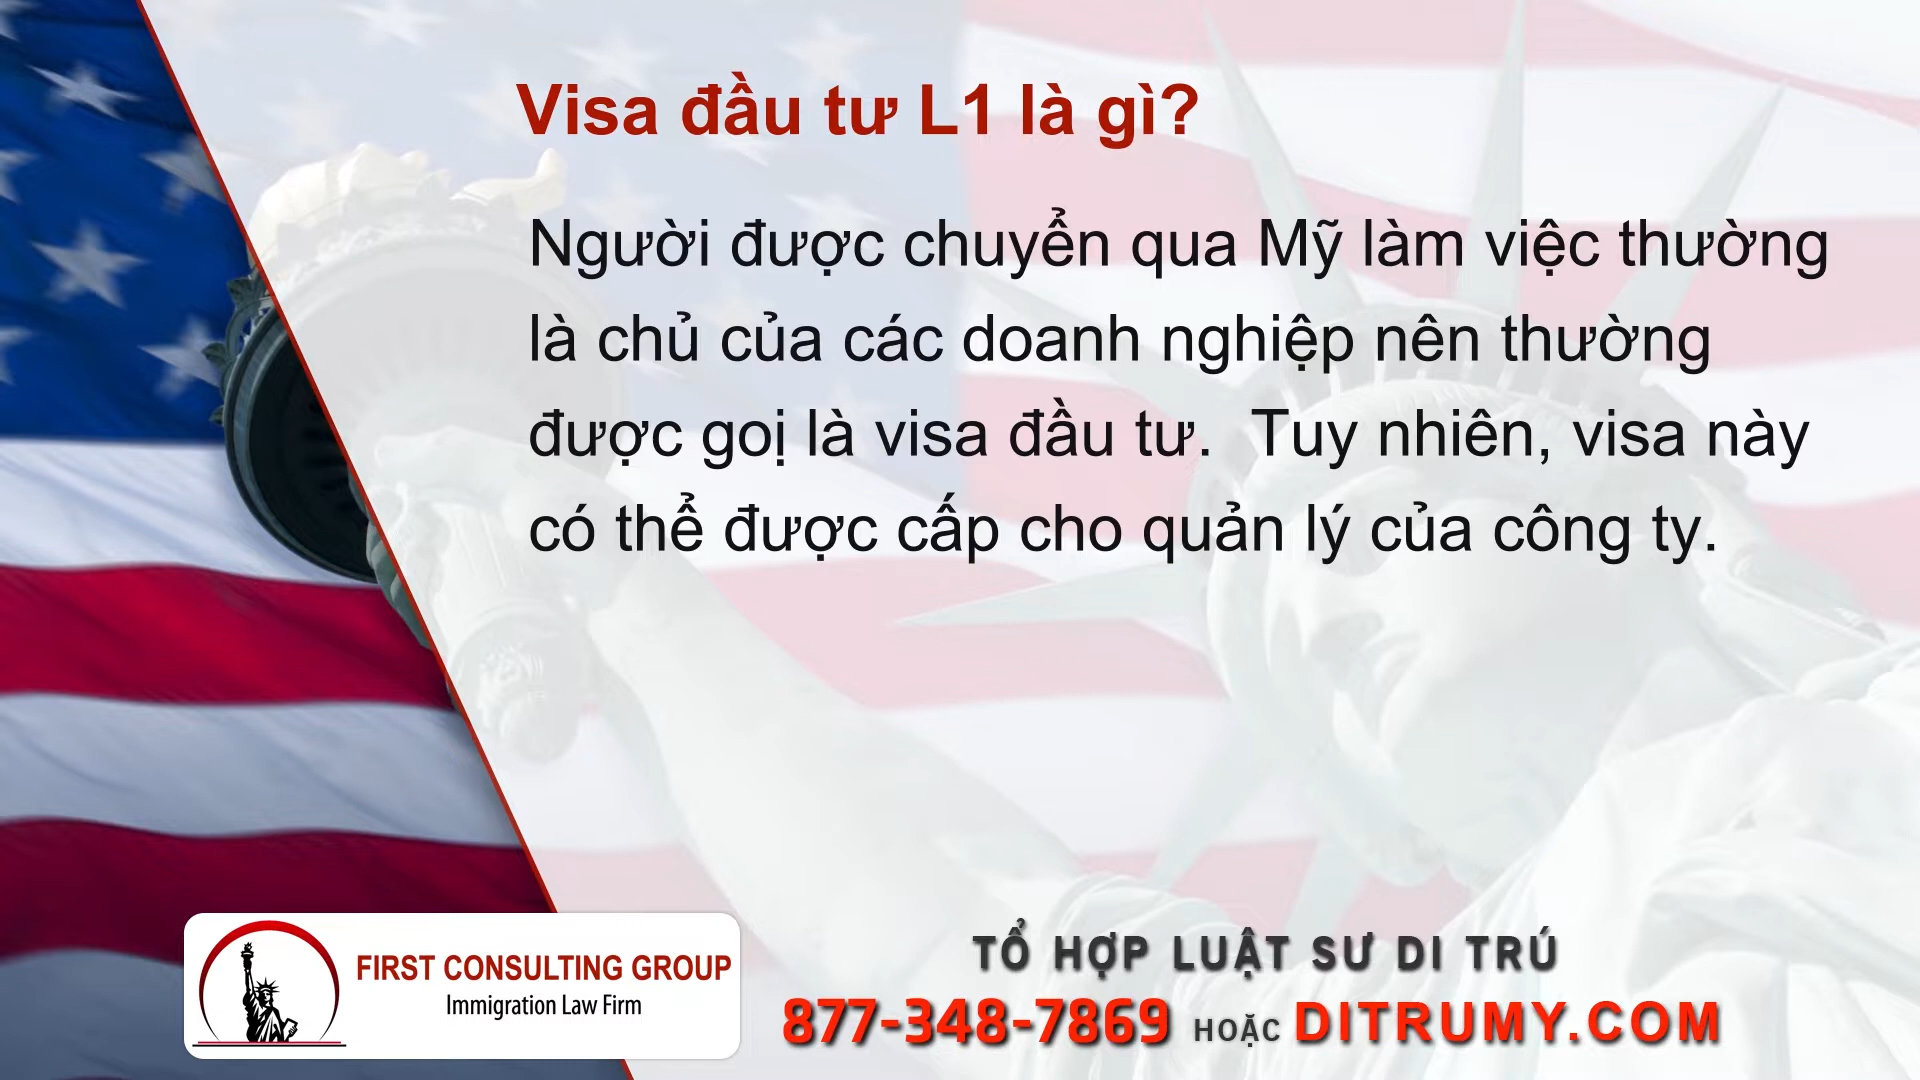 Visa đầu tư L1 là gì?
Người được chuyển qua Mỹ làm việc thường
là chủ của các doanh nghiệp nên thường
được goị là visa đầu tư.  Tuy nhiên, visa này
có thể được cấp cho quản lý của công ty.
FIRST CONSULTING GROUP
Immigration Law Firm
TỔ HỢP LUẬT SƯ DI TRÚ
877-348-7869 HOẶC DITRUMY.COM